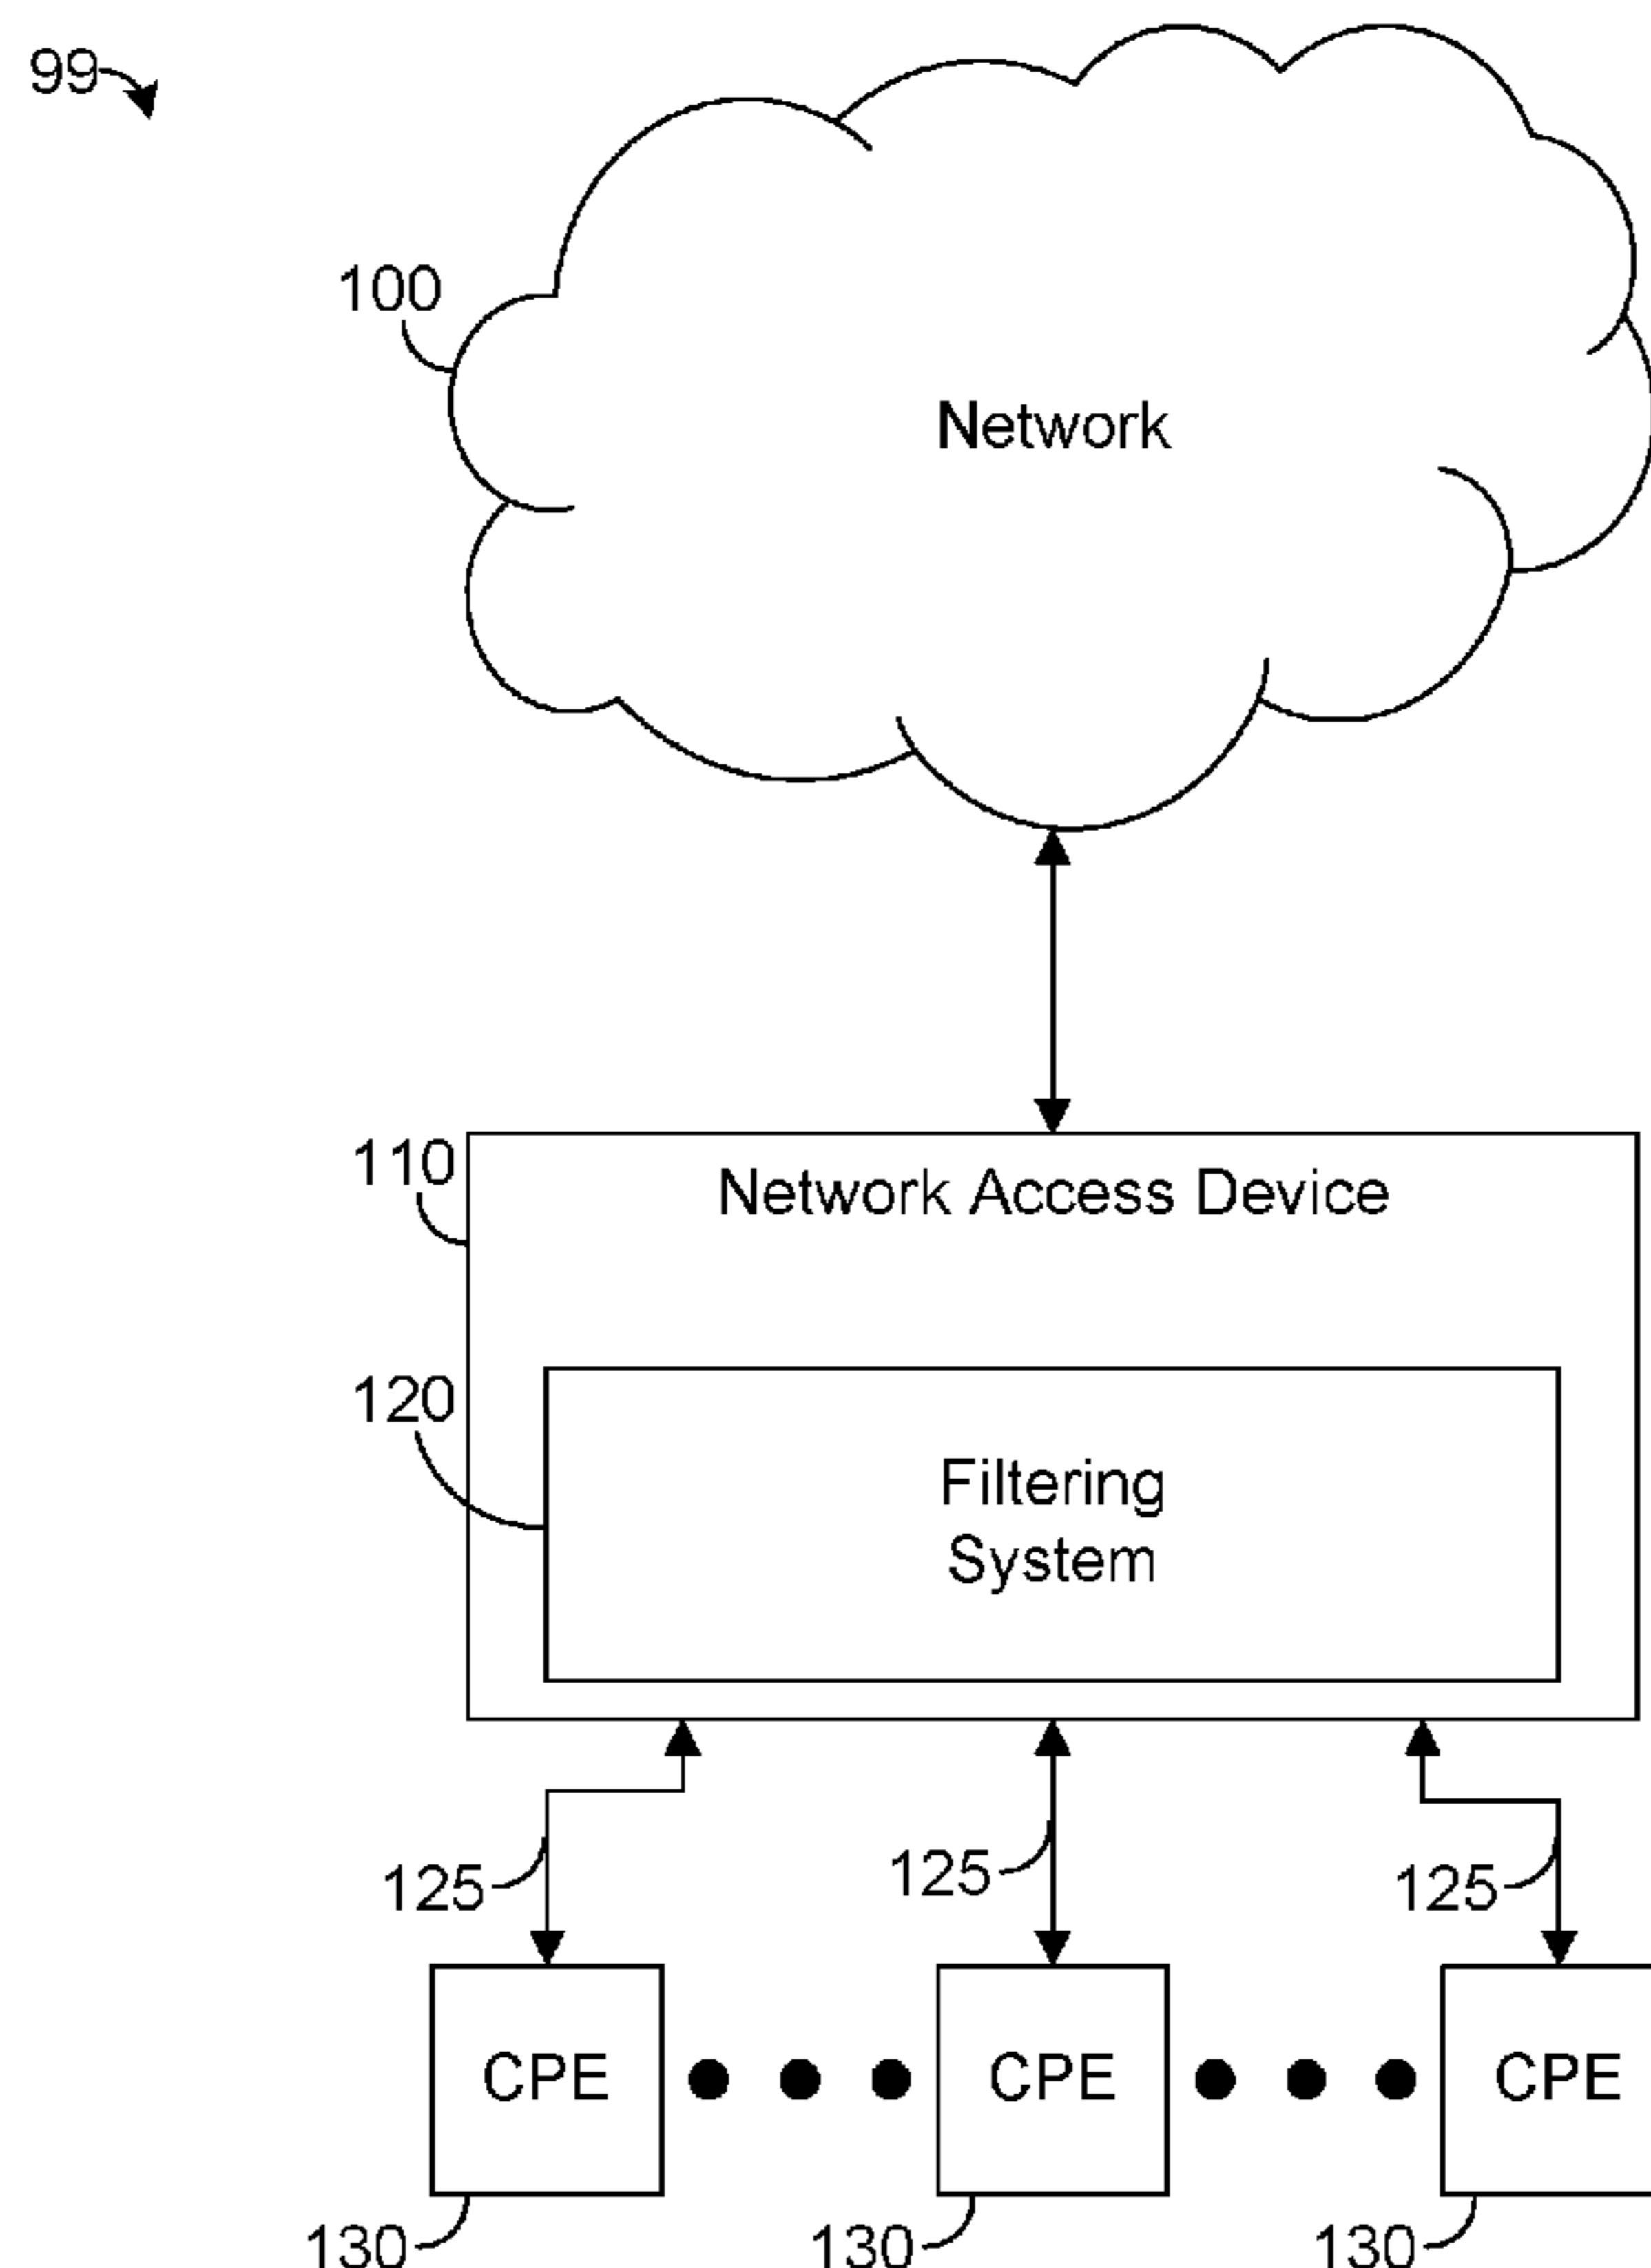 99
100
Network
110
Network Access Device
120
Filtering
System
125 125 125
CPE CPE CPE
130 130 130